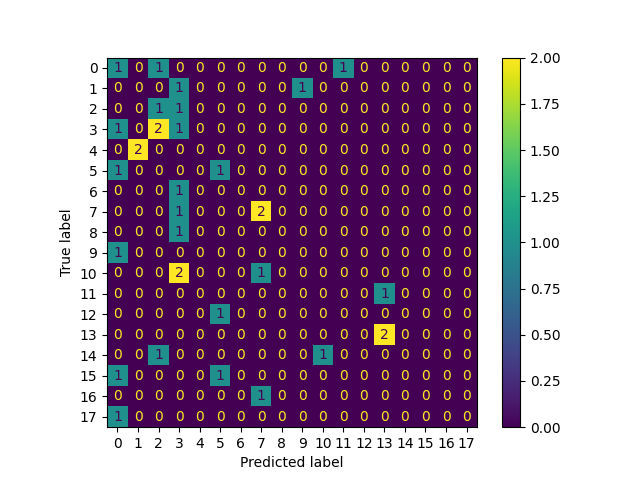 0 1 0 1 0 0 0 0 0 0 0 0 1 0 0 0 0 0 0 2.00
1 0 0 0 1 0 0 0 0 0 1 0 0 0 0 0 0 0 0 1.75
2 0 0 1 1 0 0 0 0 0 0 0 0 0 0 0 0 0 0
3 1 0 2 1 0 0 0 0 0 0 0 0 0 0 0 0 0 0 1.50
4 0 2 0 0 0 0 0 0 0 0 0 0 0 0 0 0 0 0
5 1 0 0 0 0 1 0 0 0 0 0 0 0 0 0 0 0 0 1.25
6 0 0 0 1 0 0 0 0 0 0 0 0 0 0 0 0 0 0
7 0 0 0 1 0 0 0 2 0 0 0 0 0 0 0 0 0 0
8 0 0 0 1 0 0 0 0 0 0 0 0 0 0 0 0 0 0 1.00
9 1 0 0 0 0 0 0 0 0 0 0 0 0 0 0 0 0 0
10 0 0 0 2 0 0 0 1 0 0 0 0 0 0 0 0 0 0 0.75
11 0 0 0 0 0 0 0 0 0 0 0 0 0 1 0 0 0 0
12 0 0 0 0 0 1 0 0 0 0 0 0 0 0 0 0 0 0 0.50
13 0 0 0 0 0 0 0 0 0 0 0 0 0 2 0 0 0 0
14 0 0 1 0 0 0 0 0 0 0 1 0 0 0 0 0 0 0
15 1 0 0 0 0 1 0 0 0 0 0 0 0 0 0 0 0 0 0.25
16 0 0 0 0 0 0 0 1 0 0 0 0 0 0 0 0 0 0
17 1 0 0 0 0 0 0 0 0 0 0 0 0 0 0 0 0 0 0.00
True label
0 1 2 3 4 5 6 7 8 9 10 11 12 13 14 15 16 17
Predicted label